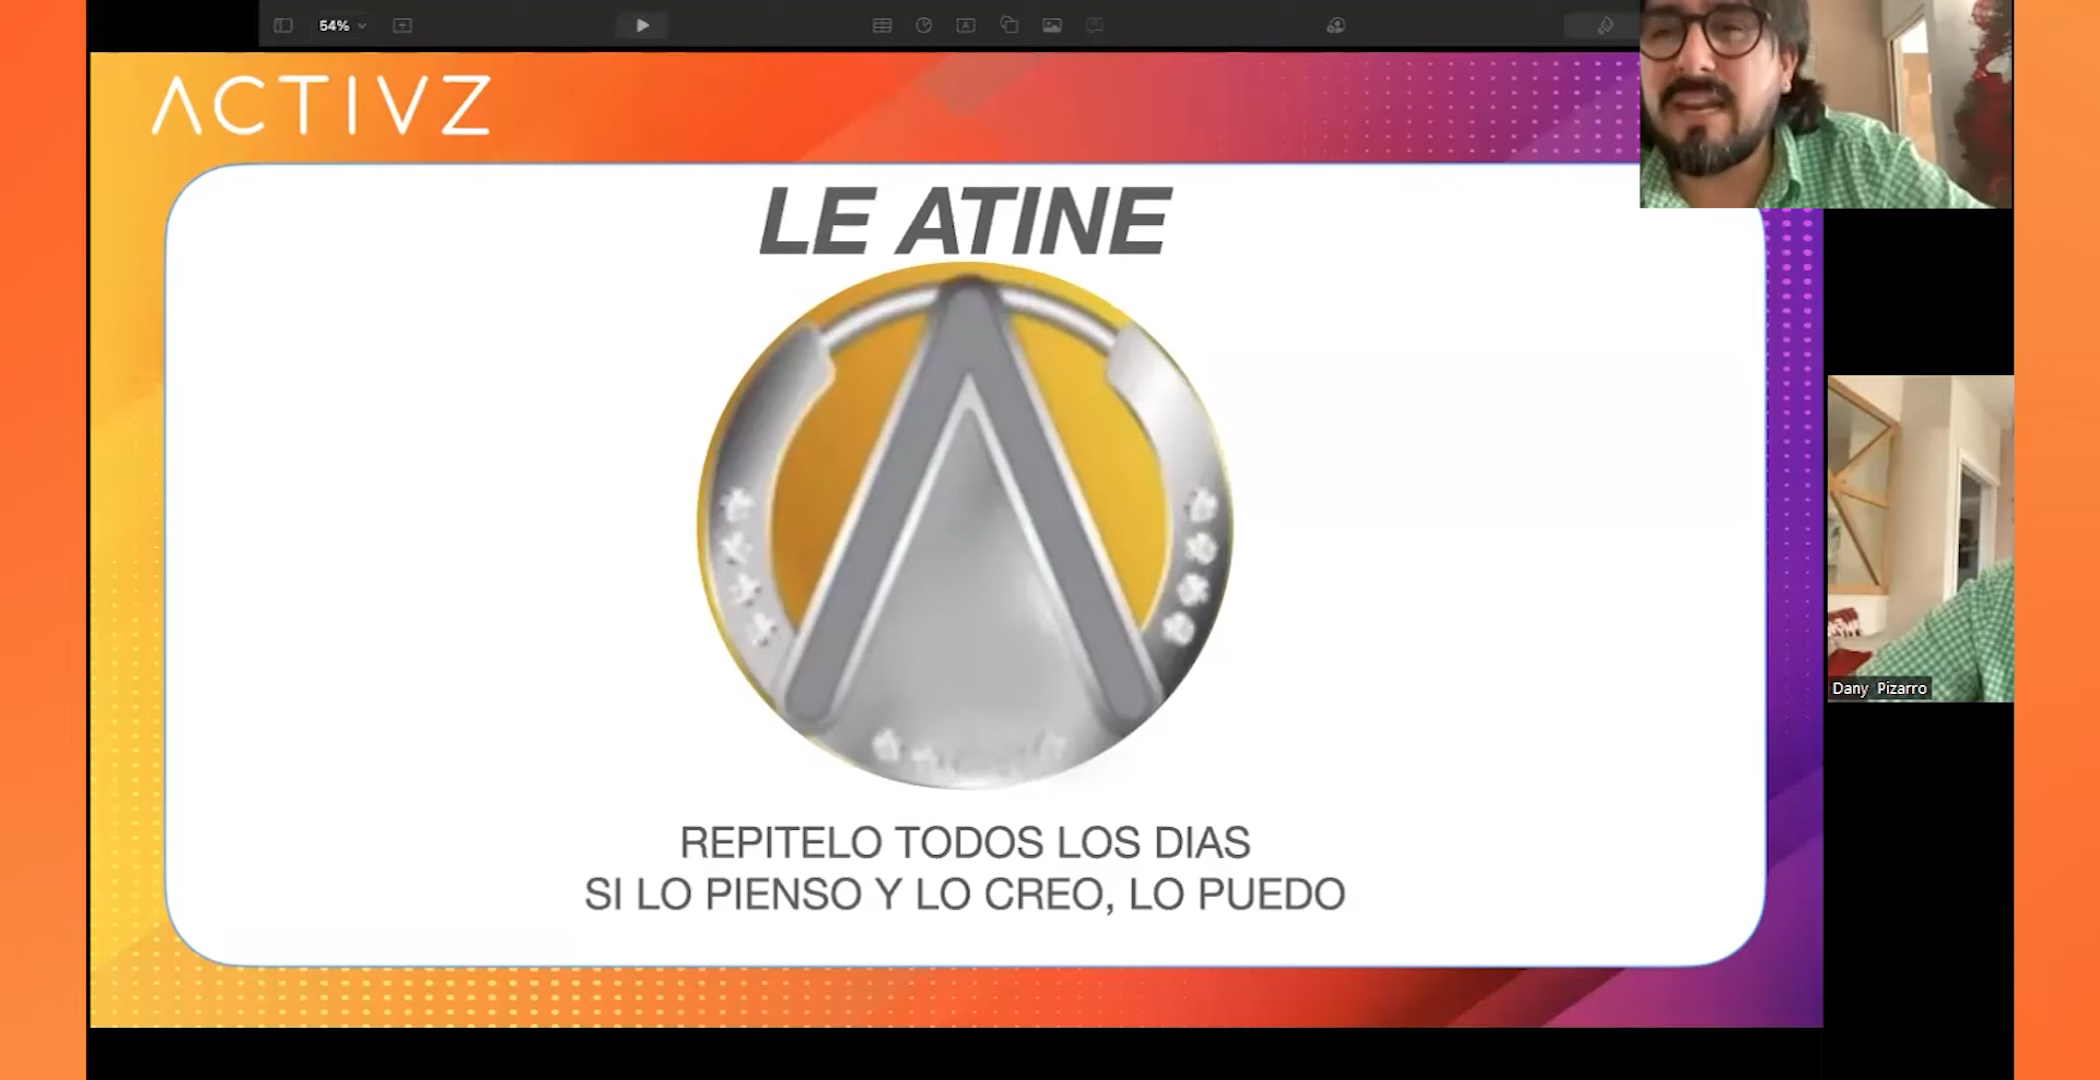 54%
ACTIVZ
LE ATINE
REPITELO TODOS LOS DIAS
SI LO PIENSO Y LO CREO, LO PUEDO
Dany Pizarro